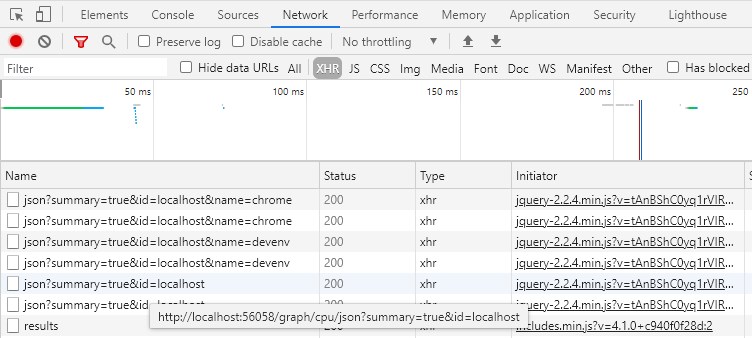 Elements Console Sources Network Performance Memory Application Security Lighthouse
Preserve log Disable cache No throttling
Filter Hide data URLs All XHR JS CSS Img Media Font Doc WS Manifest Other Has blocked
50 ms 100 ms 150 ms 200 ms 250
Name Status Type Initiator
json?summary=true&id=localhost&name=chrome 200 xhr jquery-2.2.4.min.js?v=tAnBShC0yq1rVIR...
json?summary=true&id=localhost&name=chrome 200 xhr jquery-2.2.4.min.js?v=tAnBShC0yq1rVIR...
json?summary=true&id=localhost&name=devenv 200 xhr jquery-2.2.4.min.js?v=tAnBShC0yq1rVIR...
json?summary=true&id=localhost&name=devenv 200 xhr jquery-2.2.4.min.js?v=tAnBShC0yq1rVIR...
json?summary=true&id=localhost 200 xhr jquery-2.2.4.min.js?v=tAnBShC0yq1rVIR...
json?summary=true&id=localhost 200 xhr jquery-2.2.4.min.js?v=tAnBShC0yq1rVIR...
http://localhost:56058/graph/cpu/json?summary=true&id=localhost
results 200 xhr includes.min.js?v=4.1.0+c940f0f28d:2